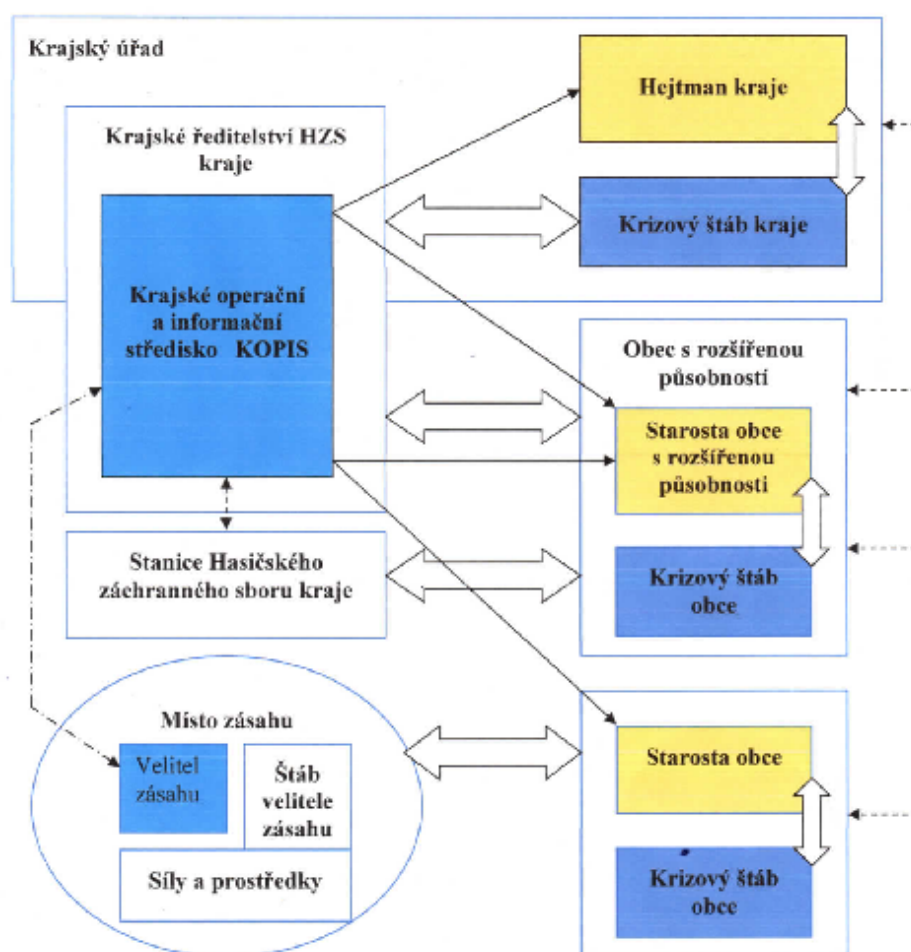 Krajský úřad
Hejtman kraje
Krajské ředitelství HZS
kraje
Krizový štáb kraje
Krajské operační
a informační
středisko KOPIS
Obec s rozšířenou
působností
Starosta obce
s rozšířenou
působností
Stanice Hasičského
záchranného sboru kraje
Krizový štáb
obce
Místo zásahu
Velitel
zásahu
Štáb
velitele
zásahu
Síly a prostředky
Starosta obce
Krizový štáb
obce